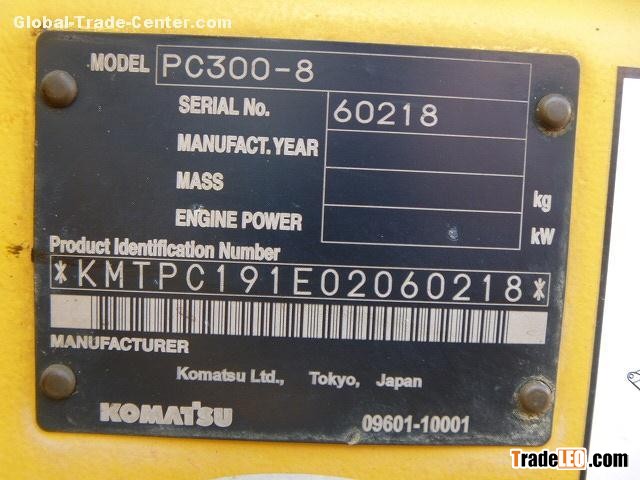 Global-Trade-Center.com
MODEL PC300-8
SERIAL No. 60218
MANUFACT. YEAR
MASS kg
ENGINE POWER kW
Product Identification Number
*KMTPC191E02060218*
MANUFACTURER
Komatsu Ltd., Tokyo, Japan
KOMATSU 09601-10001
TradeLEO.com